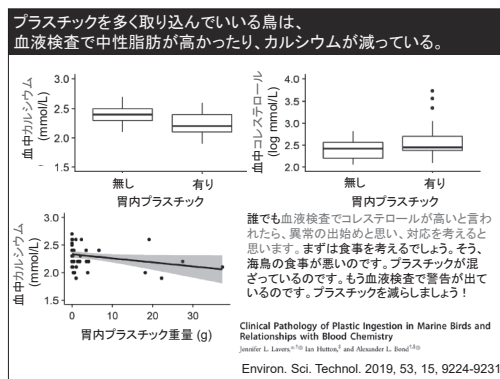 プラスチックを多く取り込んでいいる鳥は、
血液検査で中性脂肪が高かったり、カルシウムが減っている。
血中カルシウム
(mmol/L)
3.0
2.5
2.0
1.5
無し
有り
胃内プラスチック
血中コレステロール
(log mmol/L)
4.0
3.5
3.0
2.5
2.0
無し
有り
胃内プラスチック
血中カルシウム
(mmol/L)
3.0
2.5
2.0
1.5
0
10
20
30
胃内プラスチック重量 (g)
誰でも血液検査でコレステロールが高いと言わ
れたら、異常の出始めと思い、対応を考えると
思います。まずは食事を考えるでしょう。そう、
海鳥の食事が悪いのです。プラスチックが混
ざっているのです。もう血液検査で警告が出て
いるのです。プラスチックを減らしましょう！
Clinical Pathology of Plastic Ingestion in Marine Birds and
Relationships with Blood Chemistry
Jennifer L. Lavers, Ian Hutton, and Alexander L. Bond
Environ. Sci. Technol. 2019, 53, 15, 9224-9231